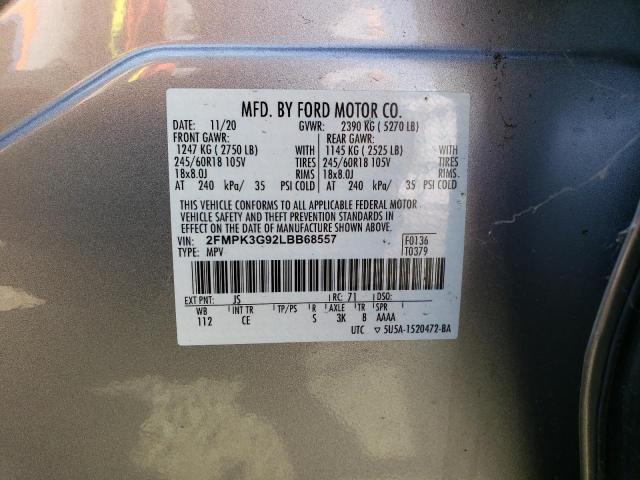 MFD. BY FORD MOTOR CO.
DATE: 11/20 GVWR: 2390 KG ( 5270 LB)
FRONT GAWR: REAR GAWR:
1247 KG ( 2750 LB) WITH 1145 KG ( 2525 LB) WITH
245/60R18 105V TIRES 245/60R18 105V TIRES
18x8.0J RIMS 18x8.0J RIMS
AT 240 kPa/ 35 PSI COLD AT 240 kPa/ 35 PSI COLD
THIS VEHICLE CONFORMS TO ALL APPLICABLE FEDERAL MOTOR
VEHICLE SAFETY AND THEFT PREVENTION STANDARDS IN
EFFECT ON THE DATE OF MANUFACTURE SHOWN ABOVE.
VIN: 2FMPK3G92LBB68557 F0136
TYPE: MPV T0379
EXT PNT: JS RC: 71 DSO:
WB INT TR TP/PS R AXLE TR SPR
112 CE S 3K B AAAA
UTC ▽ 5U5A-1520472-BA